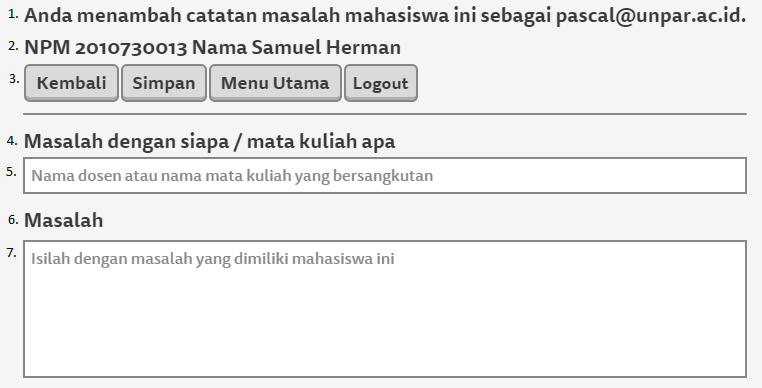 1. Anda menambah catatan masalah mahasiswa ini sebagai pascal@unpar.ac.id.
2. NPM 2010730013 Nama Samuel Herman
3. Kembali Simpan Menu Utama Logout
4. Masalah dengan siapa / mata kuliah apa
5. Nama dosen atau nama mata kuliah yang bersangkutan
6. Masalah
7. Isilah dengan masalah yang dimiliki mahasiswa ini